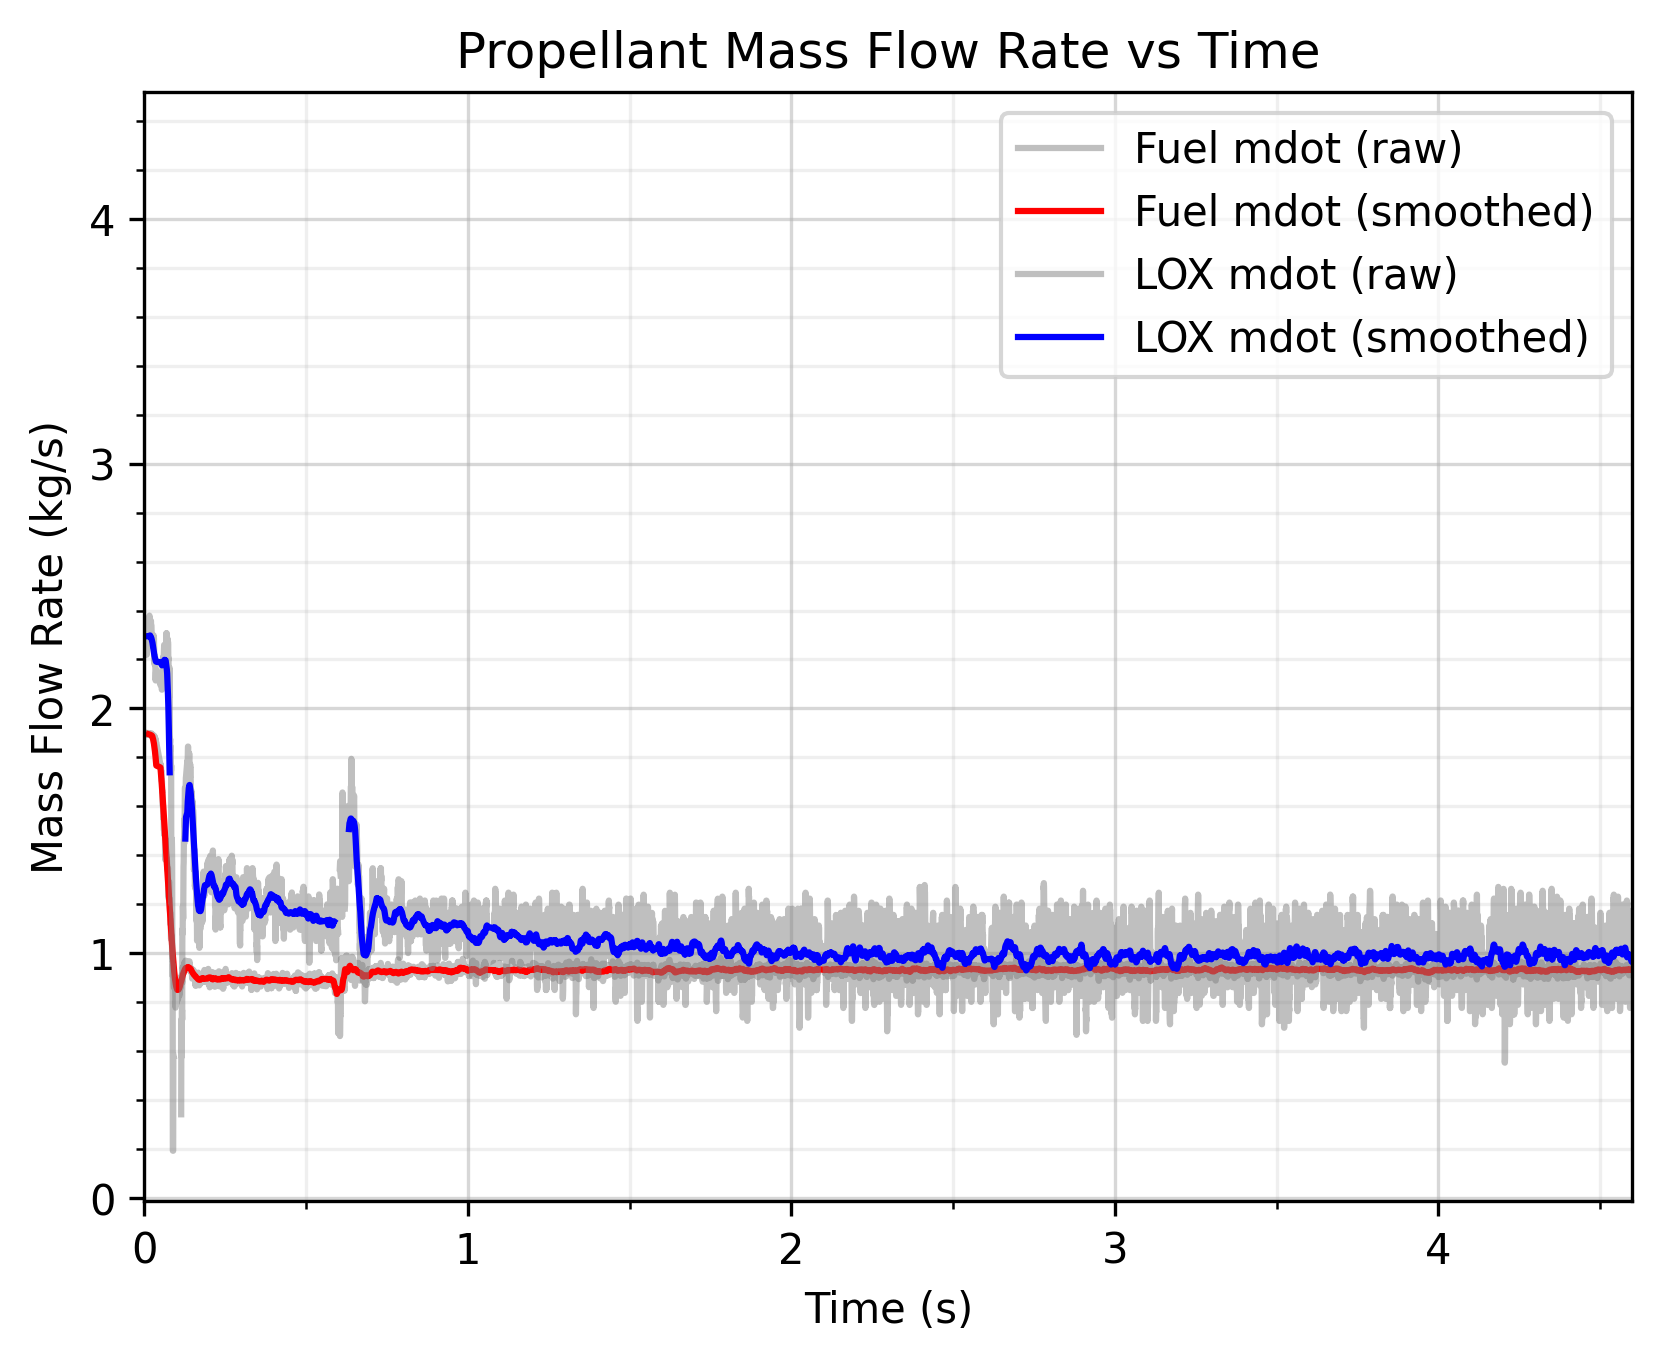 Propellant Mass Flow Rate vs Time
Fuel mdot (raw)
Fuel mdot (smoothed)
LOX mdot (raw)
LOX mdot (smoothed)
Mass Flow Rate (kg/s)
4
3
2
1
0
0 1 2 3 4
Time (s)